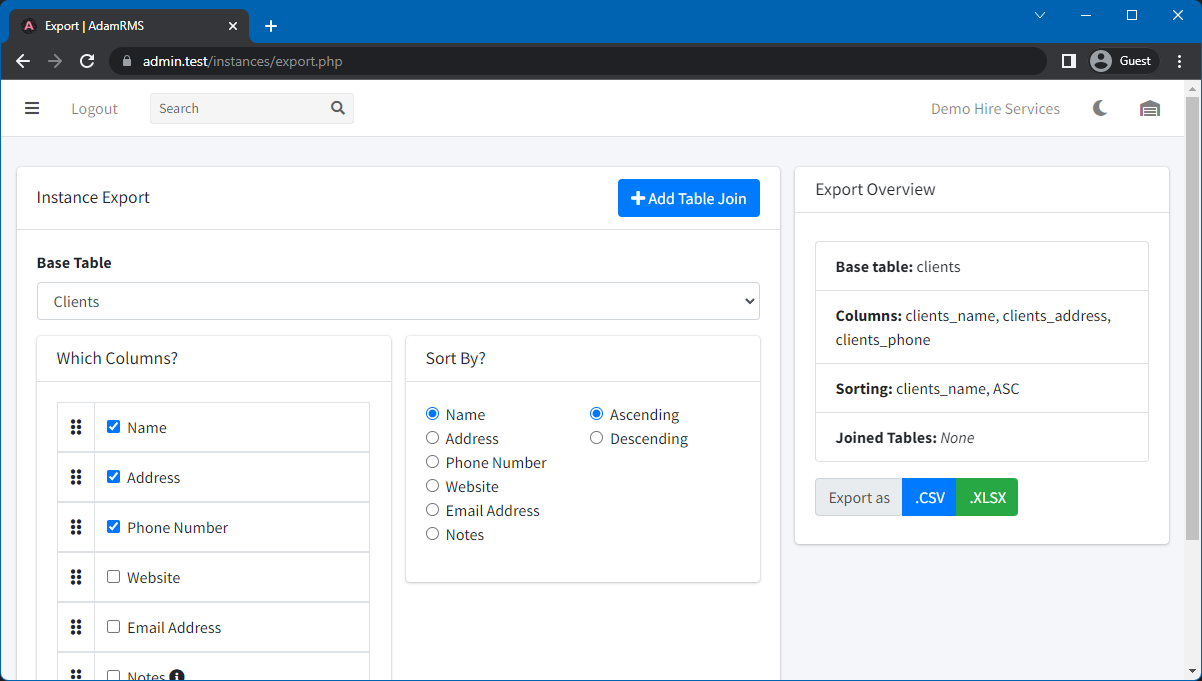 Export | AdamRMS
admin.test/instances/export.php
Guest
Logout
Search
Demo Hire Services
Instance Export
Add Table Join
Base Table
Clients
Which Columns?
Name
Address
Phone Number
Website
Email Address
Notes
Sort By?
Name
Address
Phone Number
Website
Email Address
Notes
Ascending
Descending
Export Overview
Base table: clients
Columns: clients_name, clients_address,
clients_phone
Sorting: clients_name, ASC
Joined Tables: None
Export as
.CSV
.XLSX